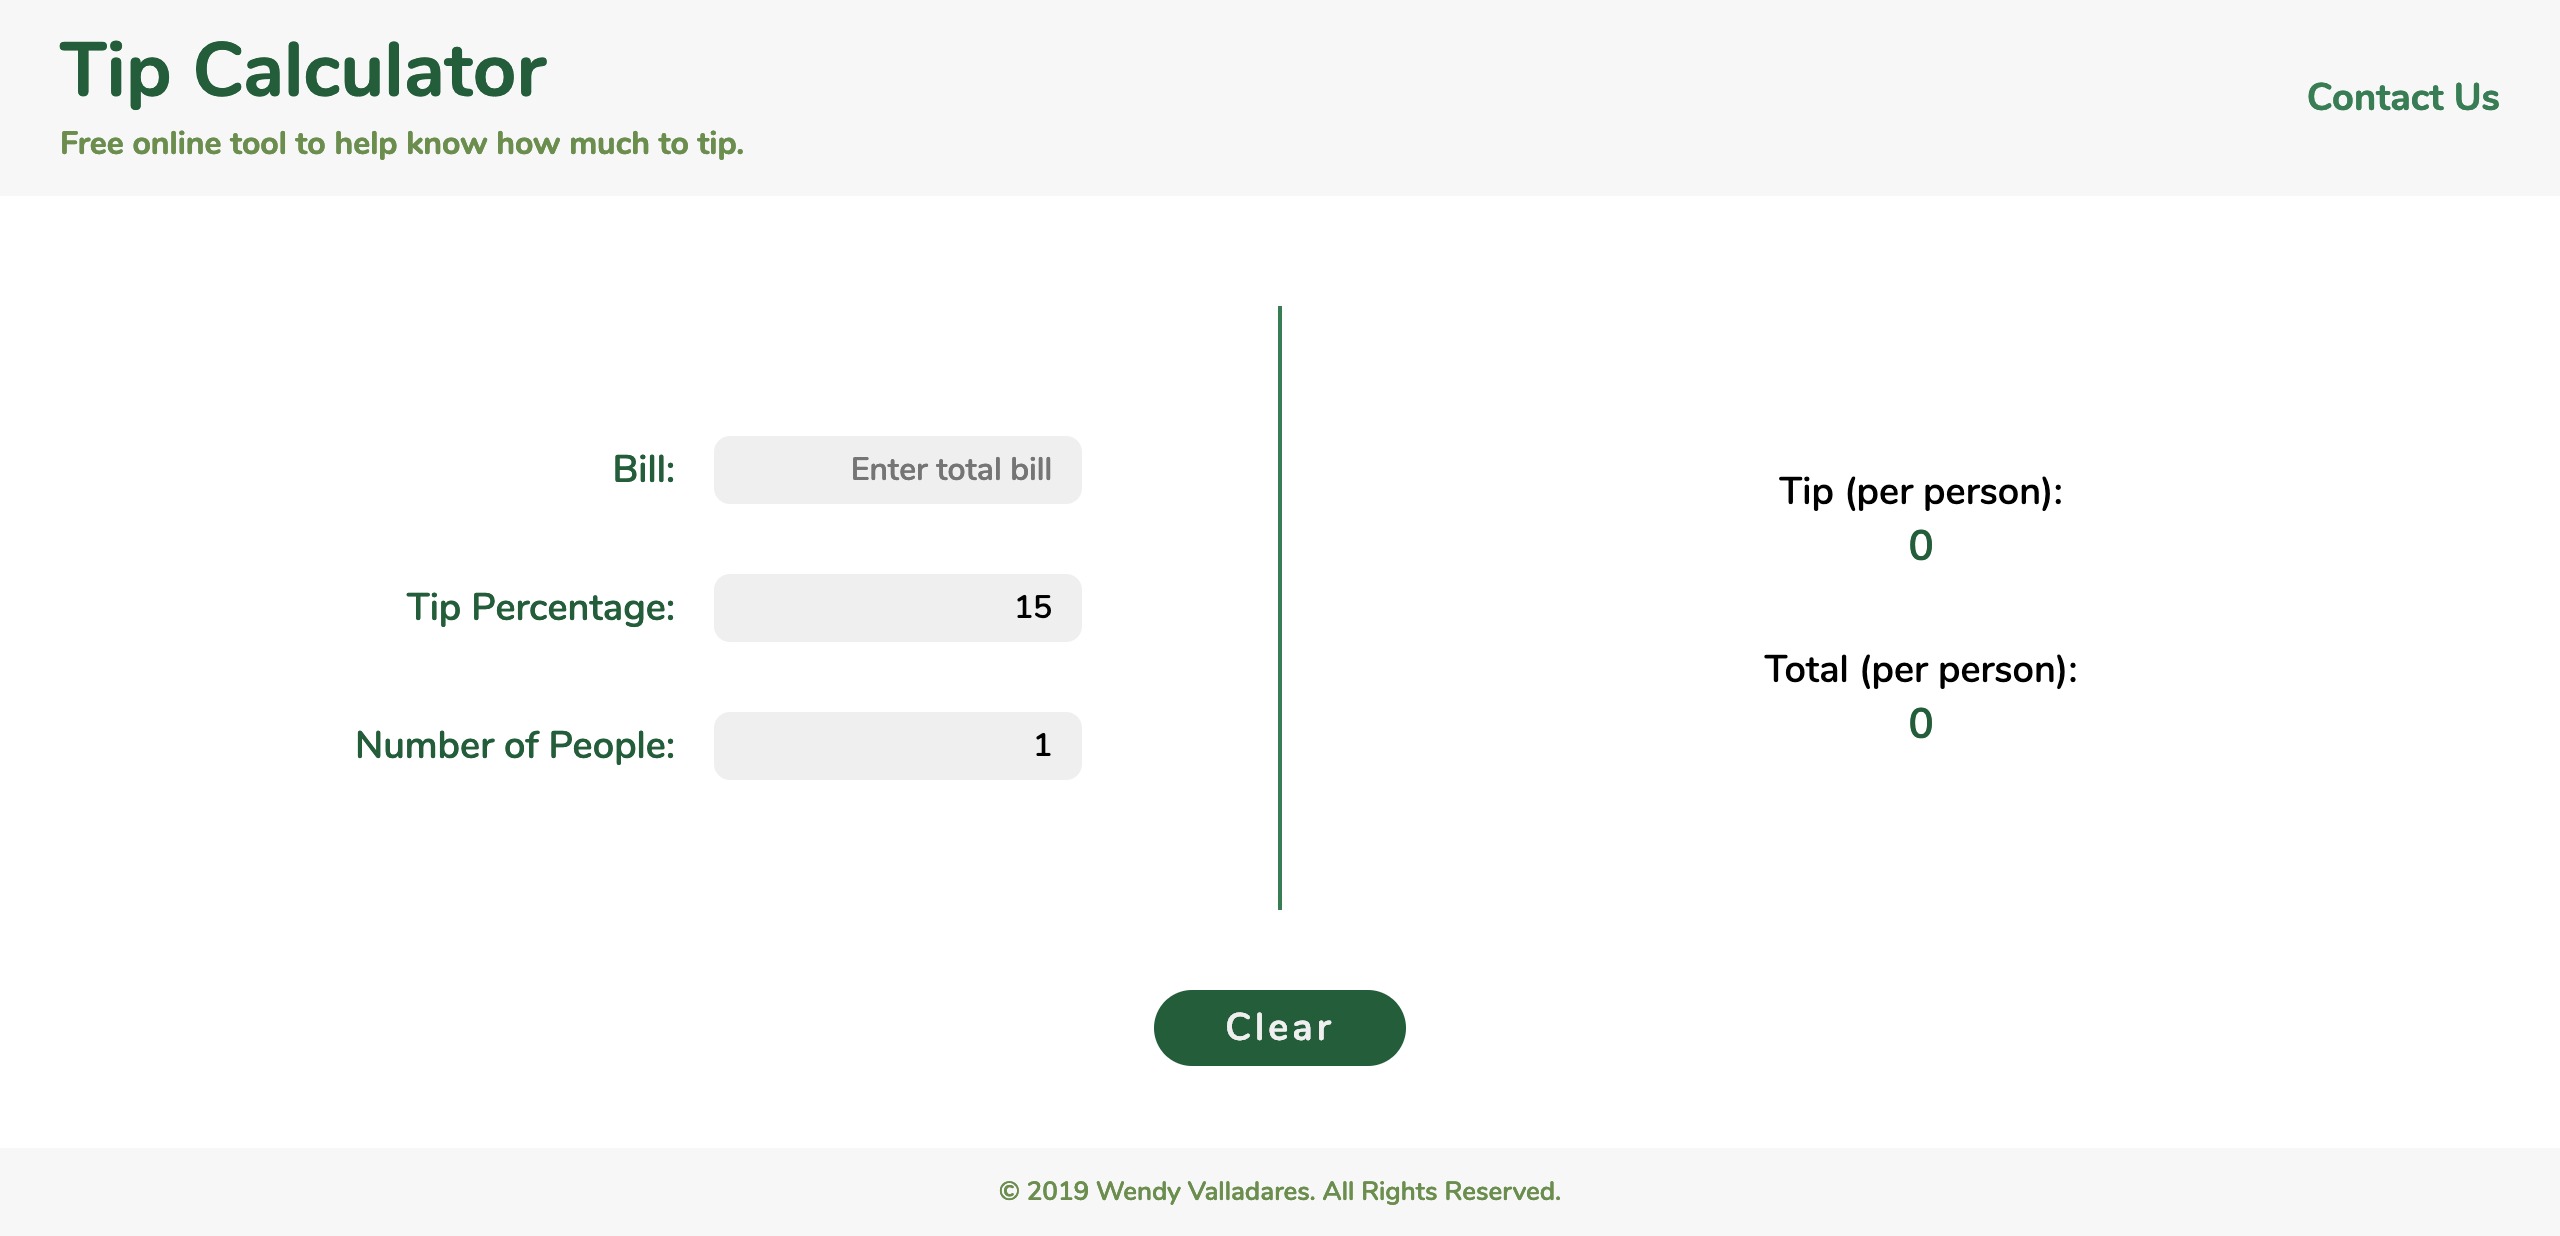 Tip Calculator
Free online tool to help know how much to tip.
Contact Us
Bill:
Enter total bill
Tip Percentage:
15
Number of People:
1
Tip (per person):
0
Total (per person):
0
Clear
© 2019 Wendy Valladares. All Rights Reserved.